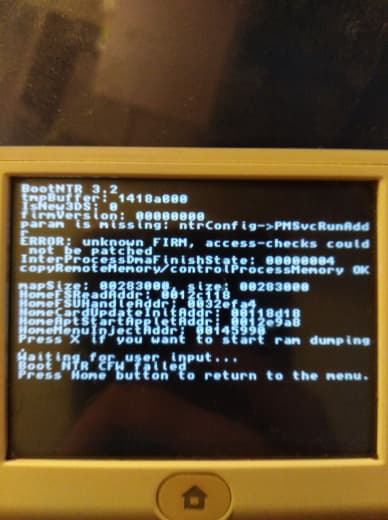 BootNTR 3.2
tmpBuffer: 1418a000
IsNew3DS: 0
firmVersion: 00000000
param is missing: ntrConfig->PMSvcRunAdd
r
ERROR: unknown FIRM, access-checks could
not be patched
InterProcessDmaFinishState: 00000004
copyRemoteMemory/controlProcessMemory OK
mapSize: 00283000, size: 00283000
HomeFSReadAddr: 0012c118
HomeFSUHandleAddr: 0032efa4
HomeCardUpdateInitAddr: 00118d18
HomeAptStartAppletAddr:
HomeMenuInjectAddr: 00145990
Press X if you want to start ram dumping
Waiting for user input...
Boot NTR CFW failed
Press Home button to return to the menu.